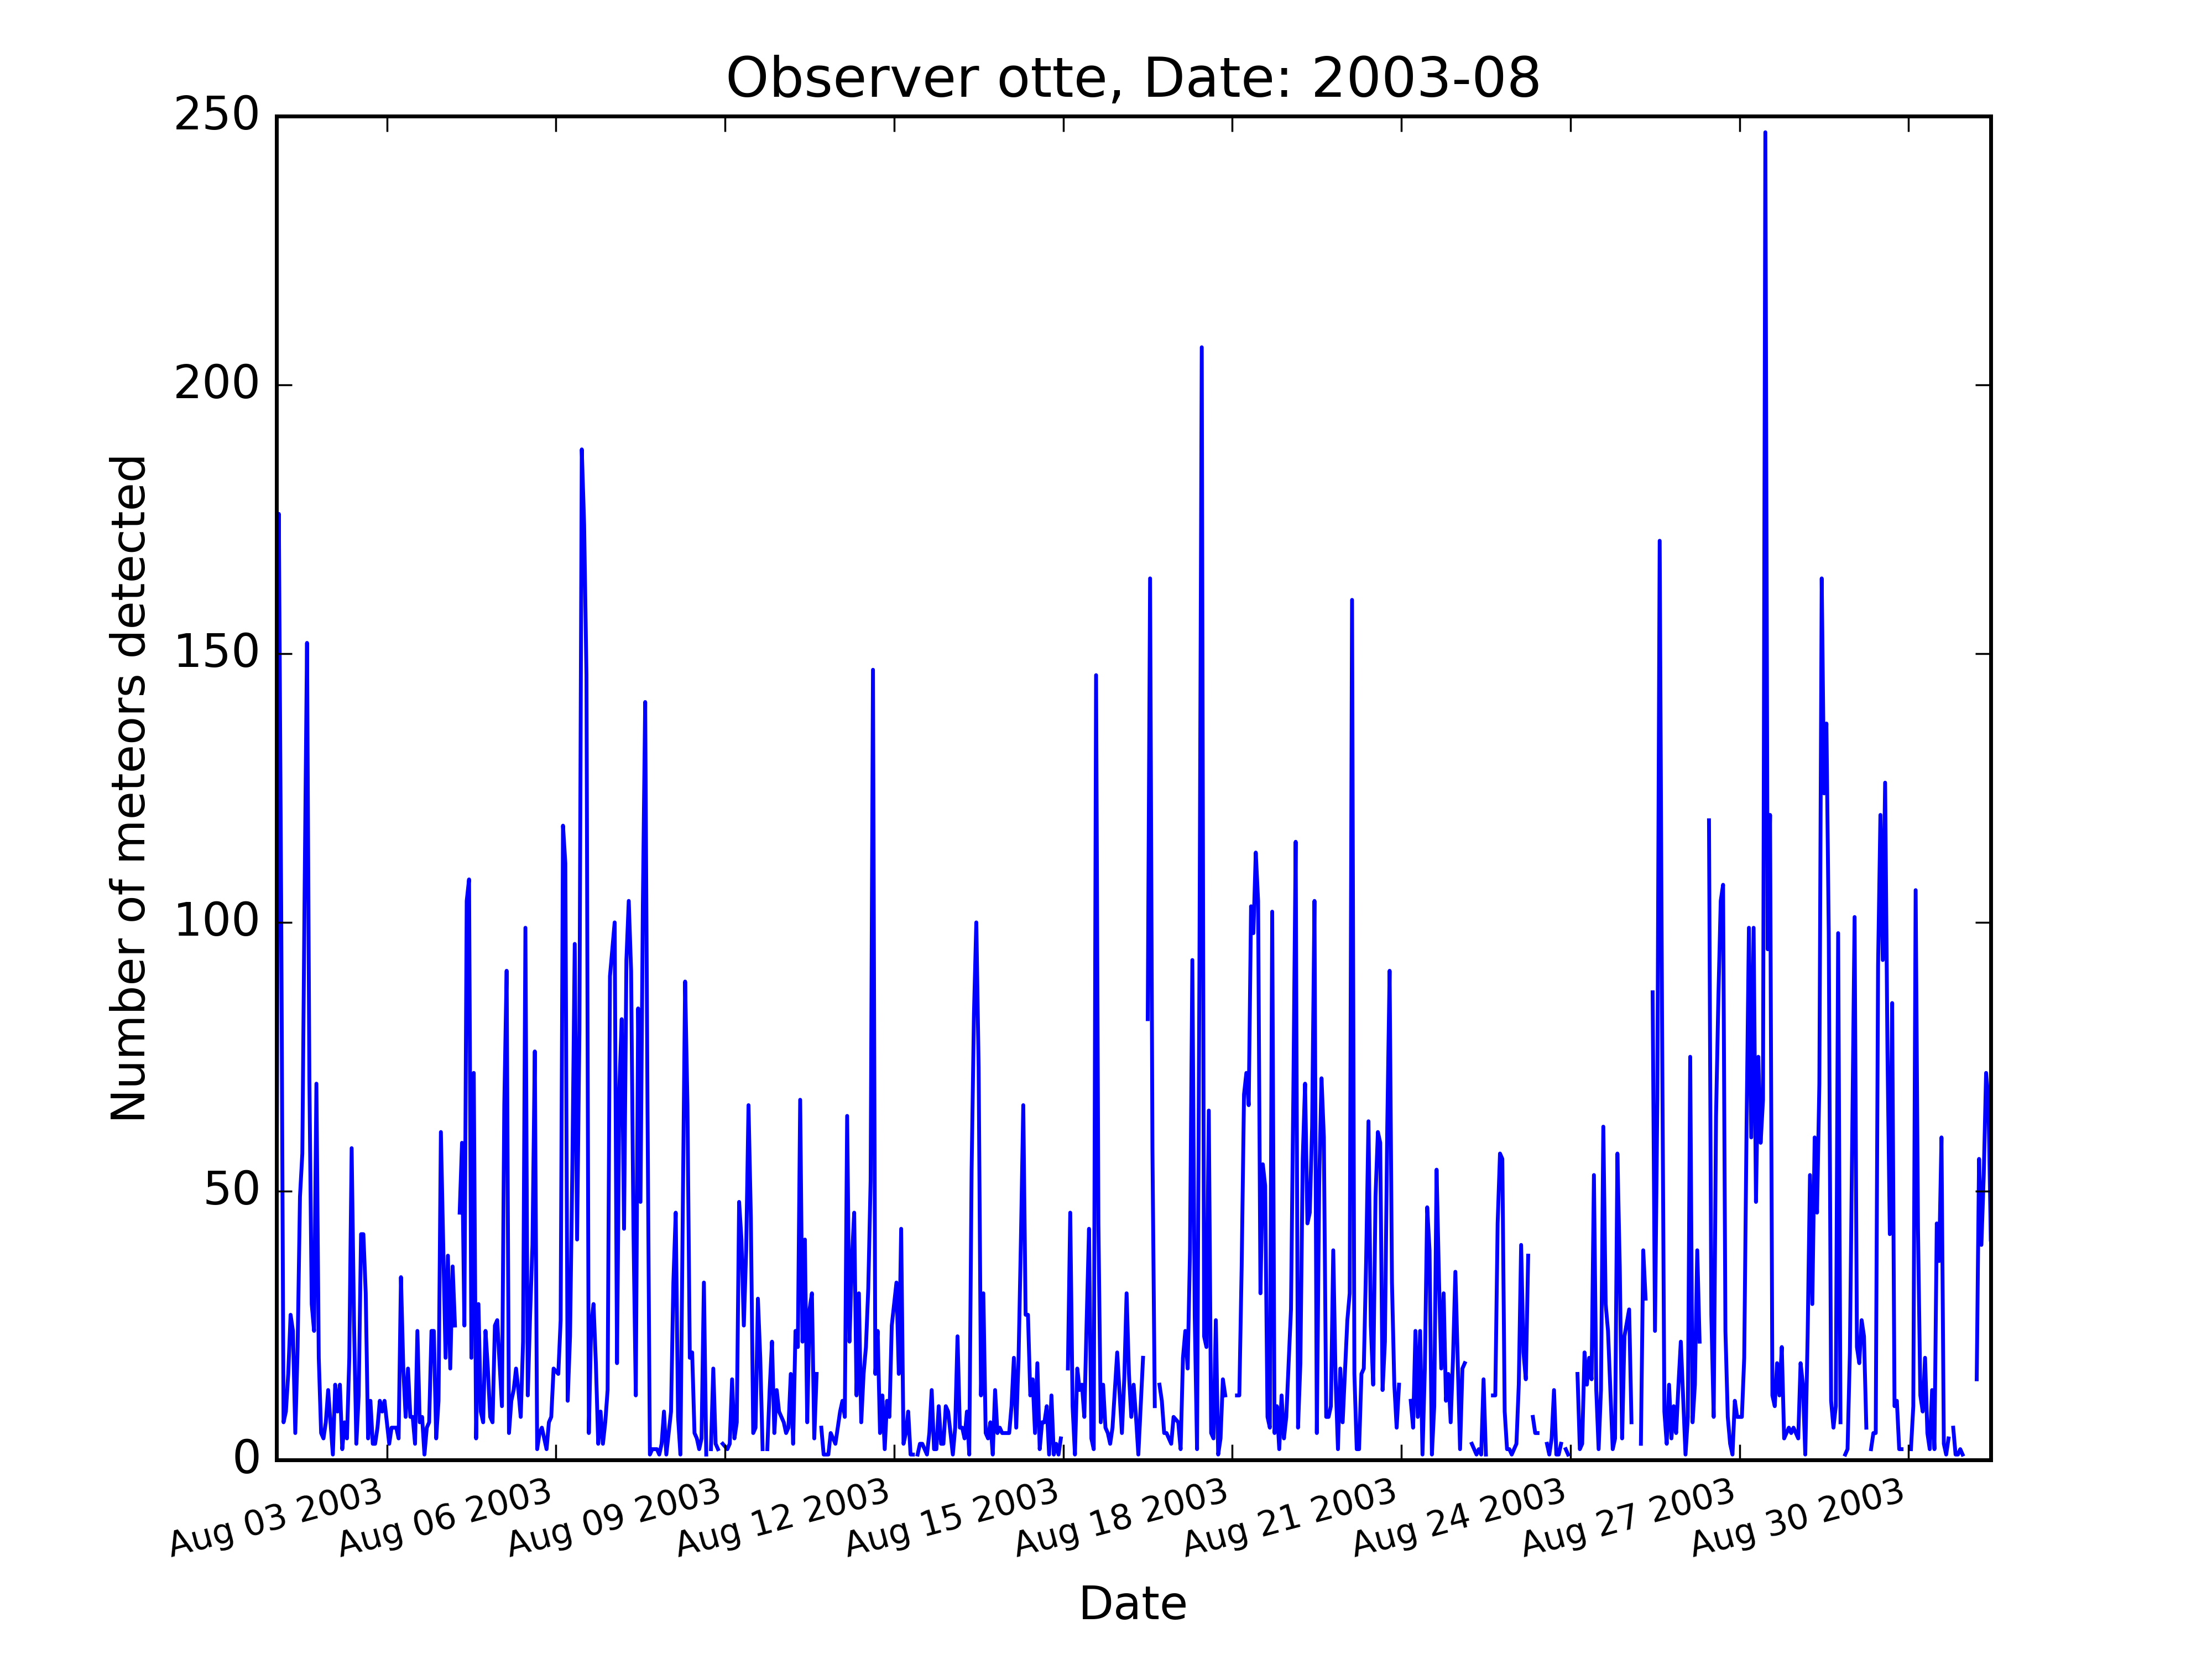 Observer otte, Date: 2003-08
250
200
150
100
50
0
Number of meteors detected
Aug 03 2003
Aug 06 2003
Aug 09 2003
Aug 12 2003
Aug 15 2003
Aug 18 2003
Aug 21 2003
Aug 24 2003
Aug 27 2003
Aug 30 2003
Date